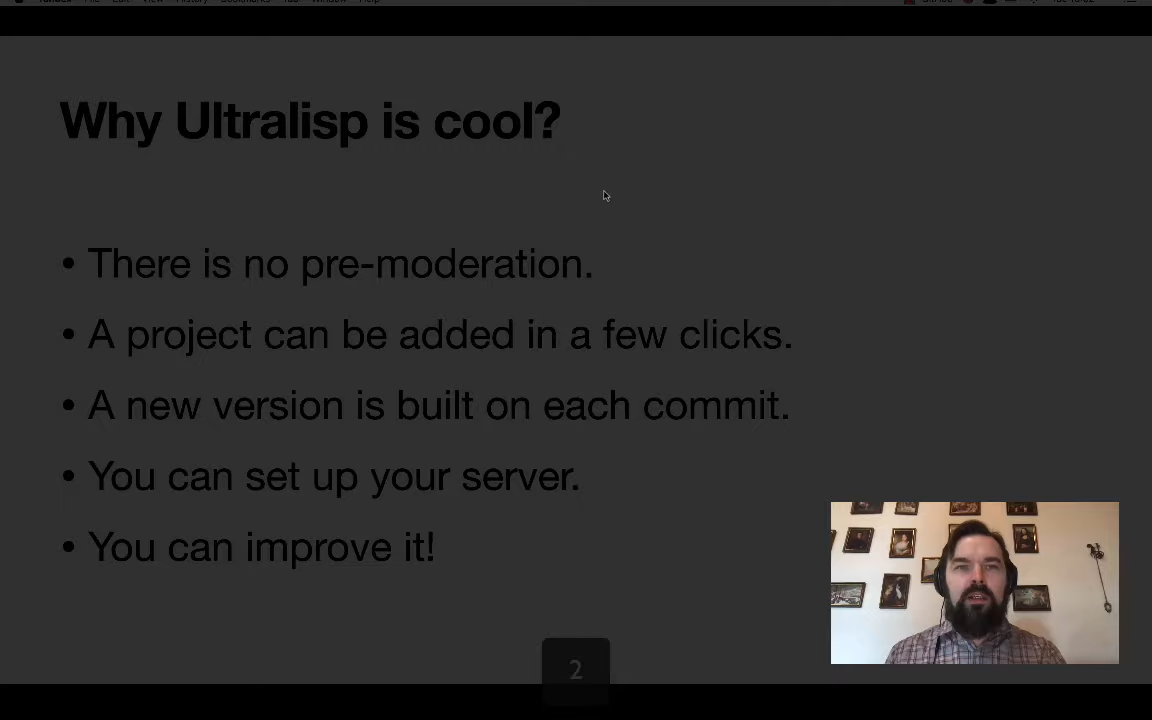 Why Ultralisp is cool?
• There is no pre-moderation.
• A project can be added in a few clicks.
• A new version is built on each commit.
• You can set up your server.
• You can improve it!
2